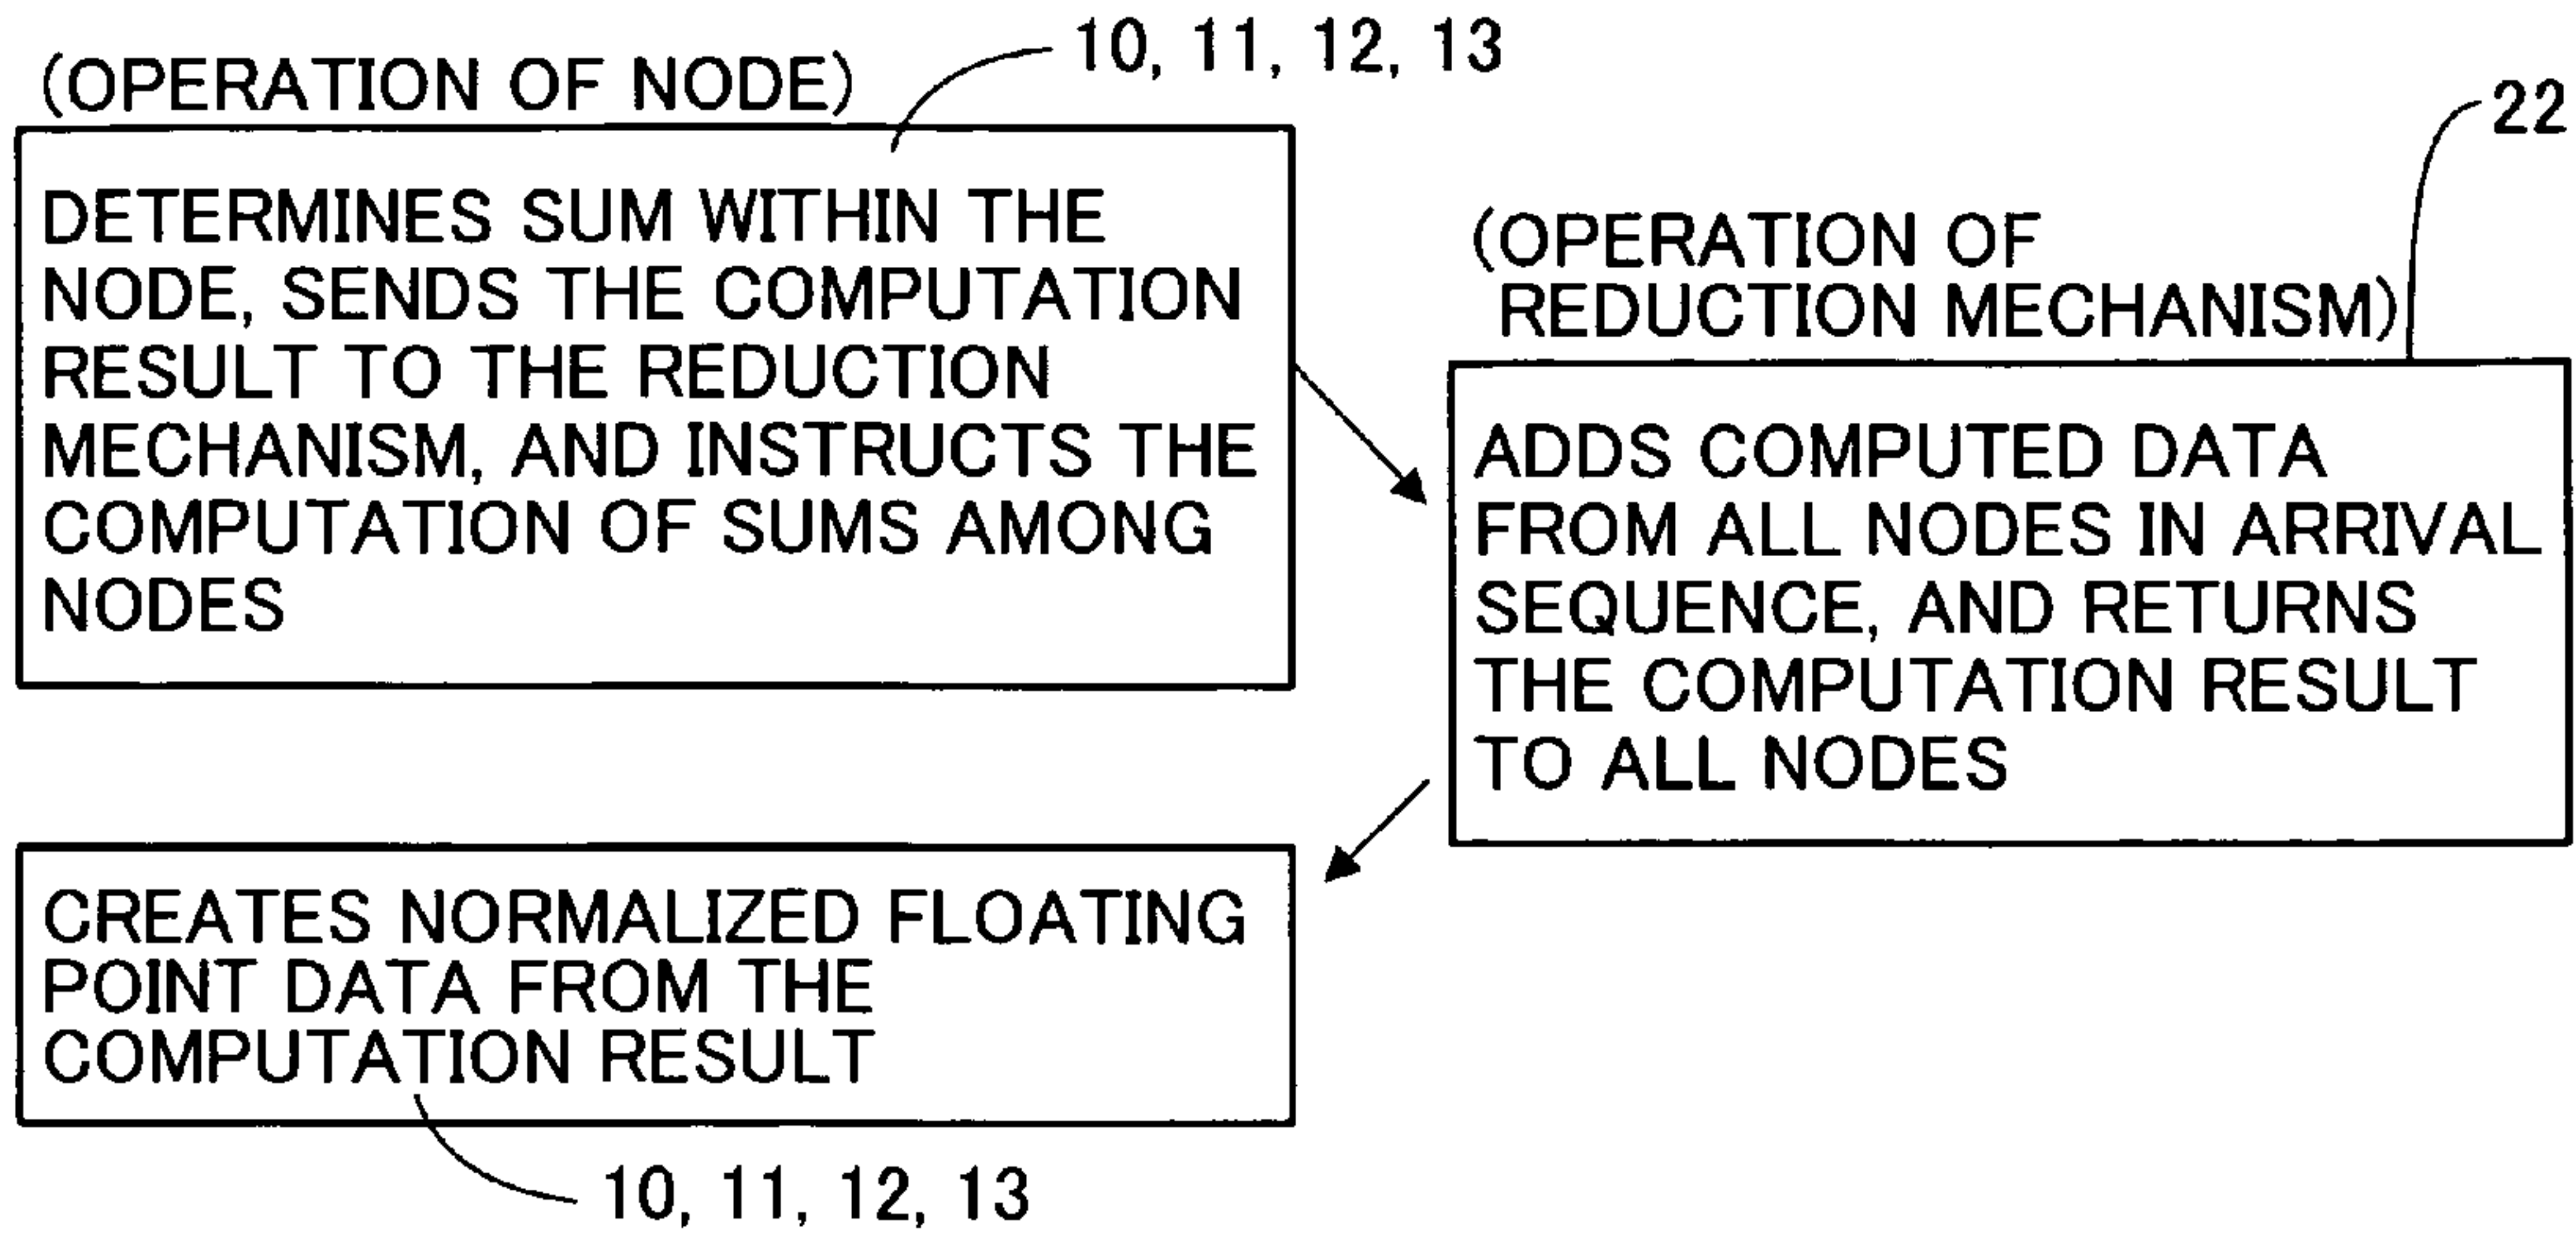 (OPERATION OF NODE)
10, 11, 12, 13
DETERMINES SUM WITHIN THE
NODE, SENDS THE COMPUTATION
RESULT TO THE REDUCTION
MECHANISM, AND INSTRUCTS THE
COMPUTATION OF SUMS AMONG
NODES
22
(OPERATION OF
REDUCTION MECHANISM)
ADDS COMPUTED DATA
FROM ALL NODES IN ARRIVAL
SEQUENCE, AND RETURNS
THE COMPUTATION RESULT
TO ALL NODES
CREATES NORMALIZED FLOATING
POINT DATA FROM THE
COMPUTATION RESULT
10, 11, 12, 13